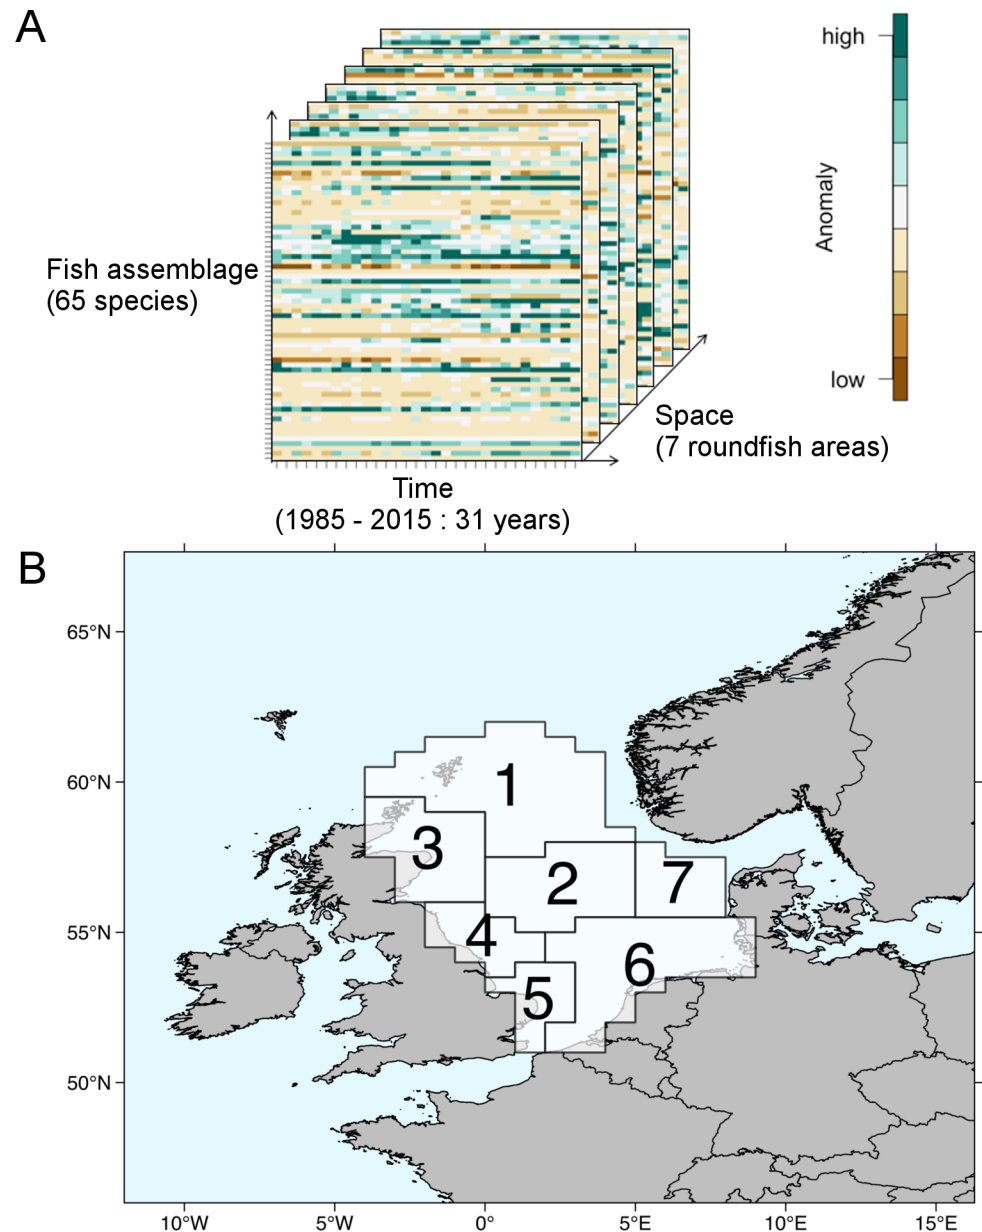 A
high
Anomaly
low
Fish assemblage
(65 species)
Space
(7 roundfish areas)
Time
(1985 - 2015 : 31 years)
B
65°N
60°N
55°N
50°N
1
3
2
7
4
6
5
10°W
5°W
0°
5°E
10°E
15°E